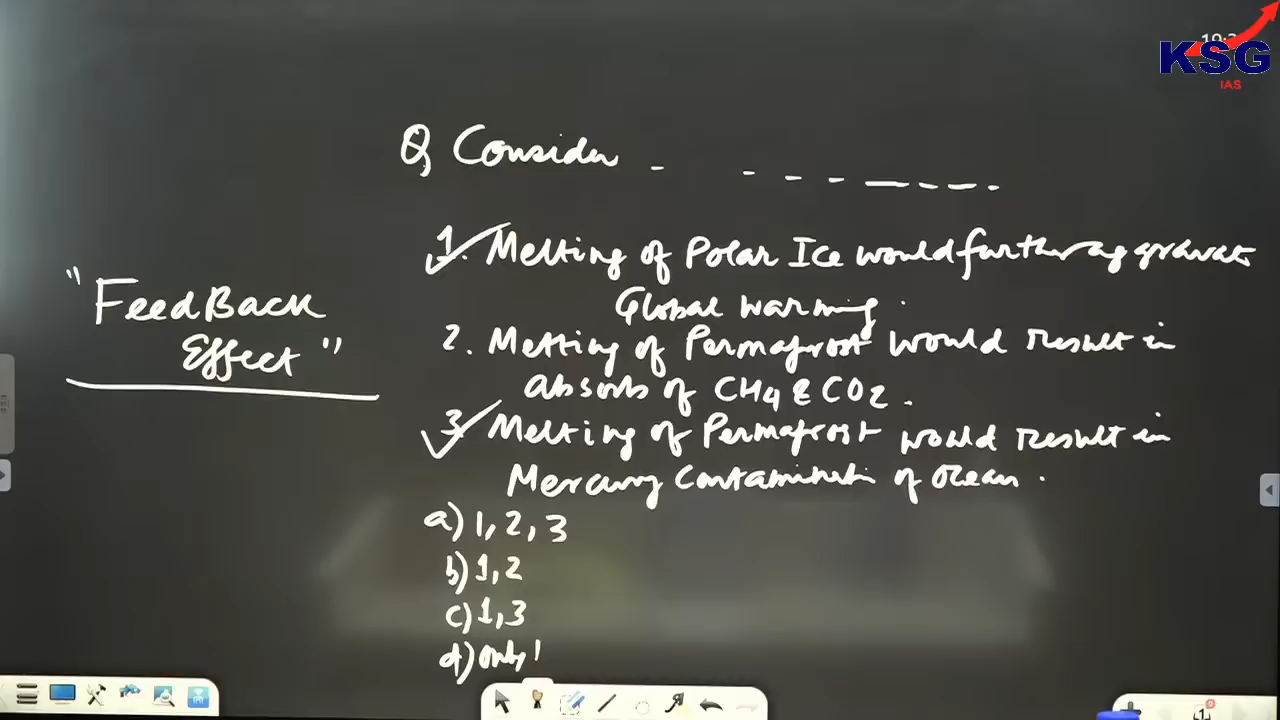 KSG
IAS
Q Consider - - - - - - - -
1. Melting of Polar Ice would further aggravate
Global warming.
"FeedBack
Effect"
2. Melting of Permafrost would result in
absorb of CH4 & CO2.
3. Melting of Permafrost would result in
Mercury Contamination of Ocean.
a) 1, 2, 3
b) 1, 2
c) 1, 3
d) only 1